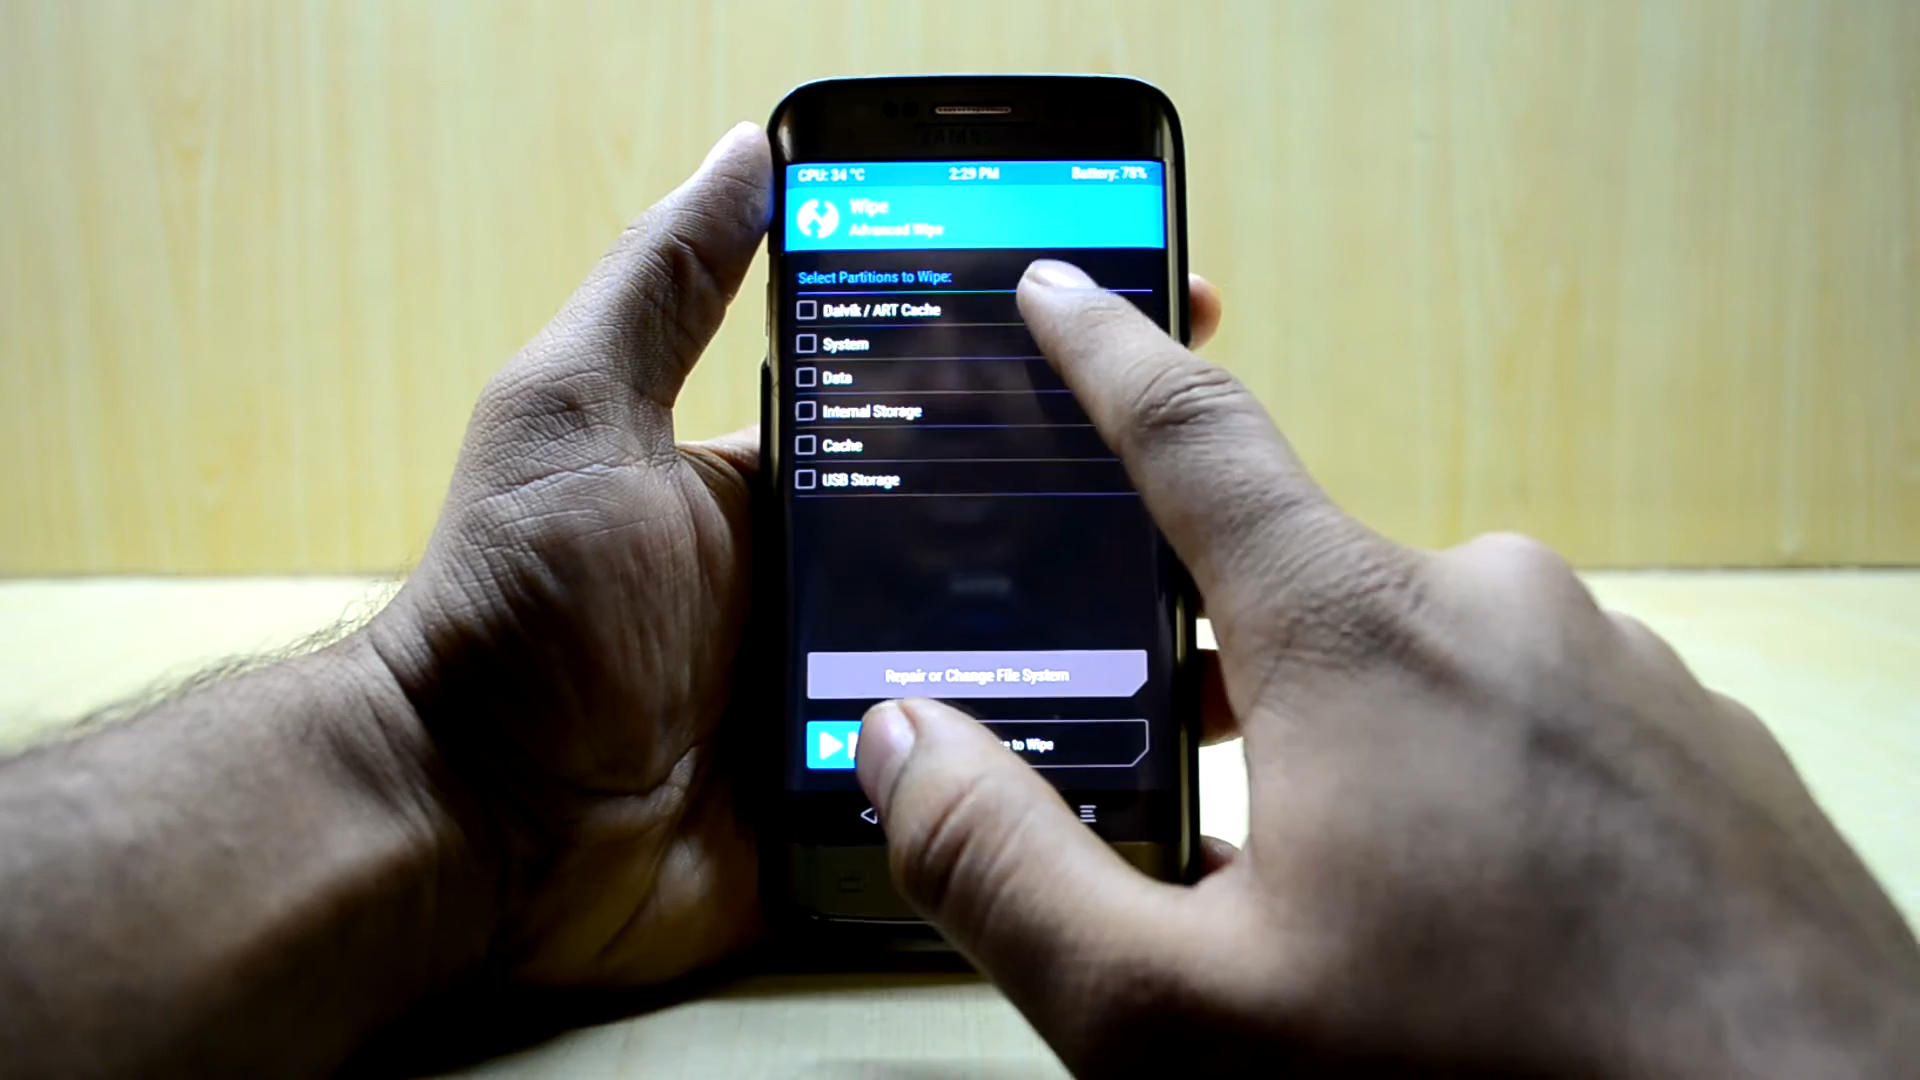 CPU: 34 °C 2:29 PM Battery: 78%
Wipe
Advanced Wipe
Select Partitions to Wipe:
Dalvik / ART Cache
System
Data
Internal Storage
Cache
USB Storage
Repair or Change File System
to Wipe